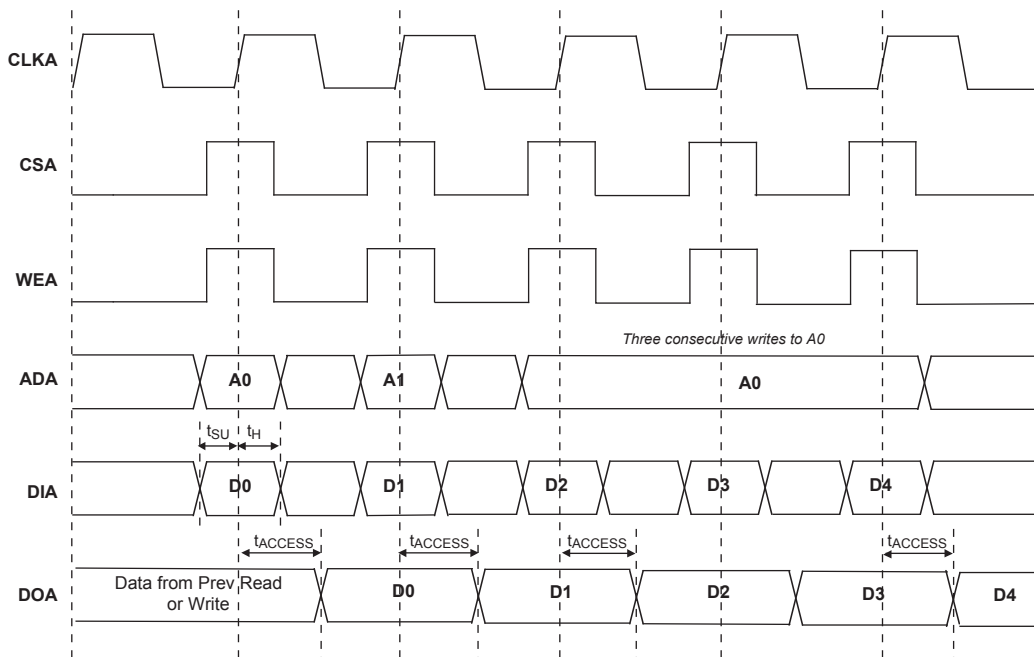 CLKA
CSA
WEA
Three consecutive writes to A0
ADA A0 A1 A0
tSU tH
DIA D0 D1 D2 D3 D4
tACCESS tACCESS tACCESS tACCESS
DOA Data from Prev Read
or Write D0 D1 D2 D3 D4